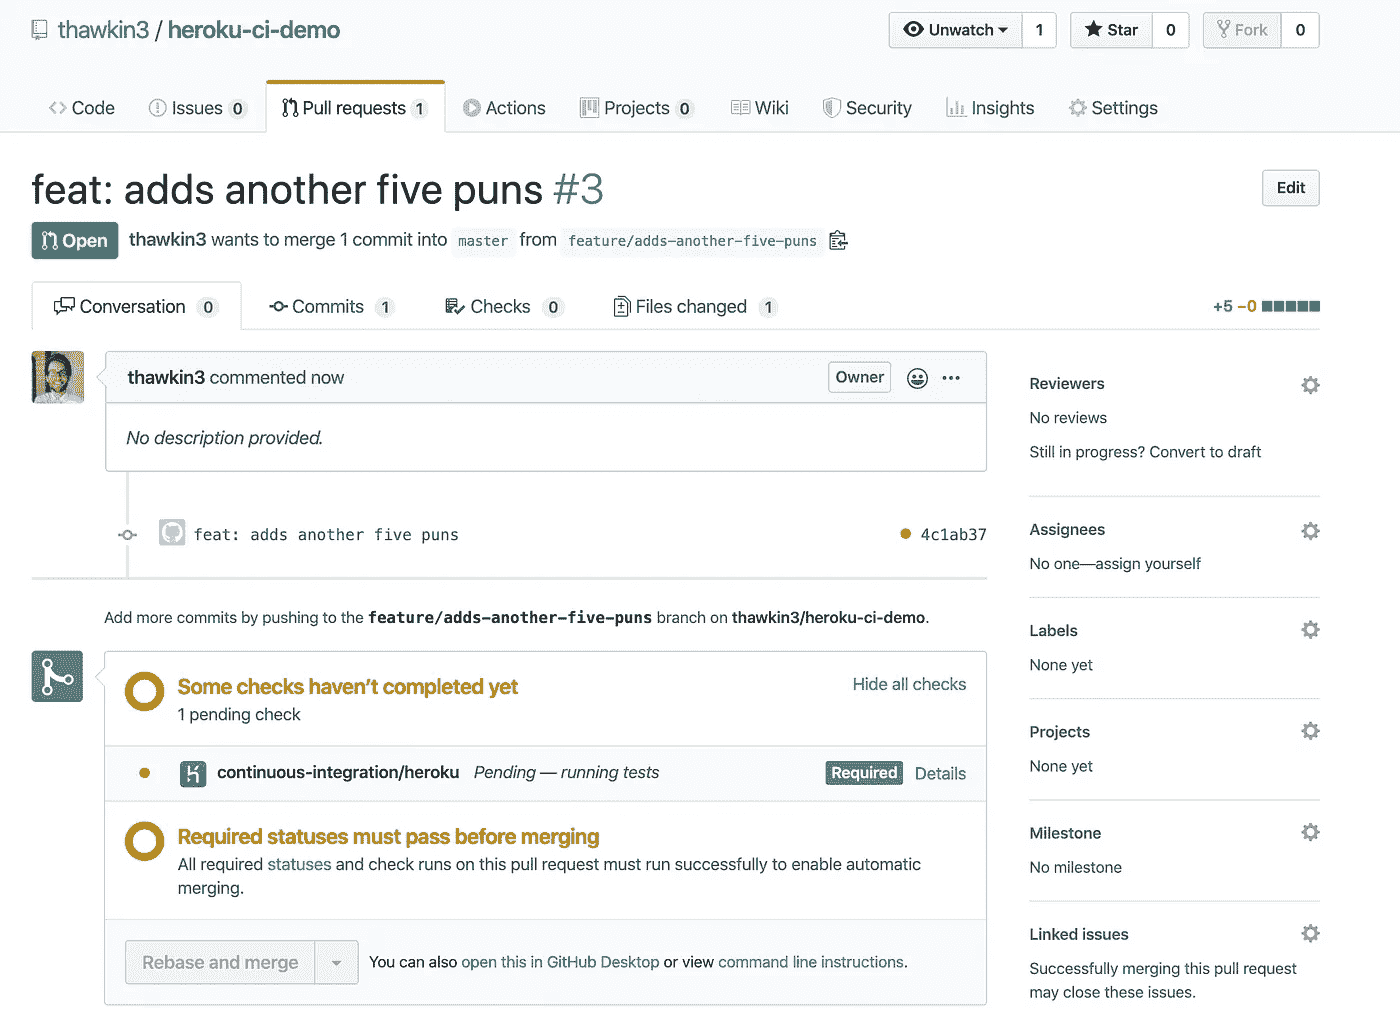 thawkin3 / heroku-ci-demo
Unwatch 1 Star 0 Fork 0
Code Issues 0 Pull requests 1 Actions Projects 0 Wiki Security Insights Settings
feat: adds another five puns #3
Edit
Open thawkin3 wants to merge 1 commit into master from feature/adds-another-five-puns
Conversation 0 Commits 1 Checks 0 Files changed 1 +5 −0
thawkin3 commented now Owner
No description provided.
feat: adds another five puns 4c1ab37
Add more commits by pushing to the feature/adds-another-five-puns branch on thawkin3/heroku-ci-demo.
Some checks haven’t completed yet Hide all checks
1 pending check
continuous-integration/heroku Pending — running tests Required Details
Required statuses must pass before merging
All required statuses and check runs on this pull request must run successfully to enable automatic
merging.
Rebase and merge You can also open this in GitHub Desktop or view command line instructions.
Reviewers
No reviews
Still in progress? Convert to draft
Assignees
No one—assign yourself
Labels
None yet
Projects
None yet
Milestone
No milestone
Linked issues
Successfully merging this pull request
may close these issues.